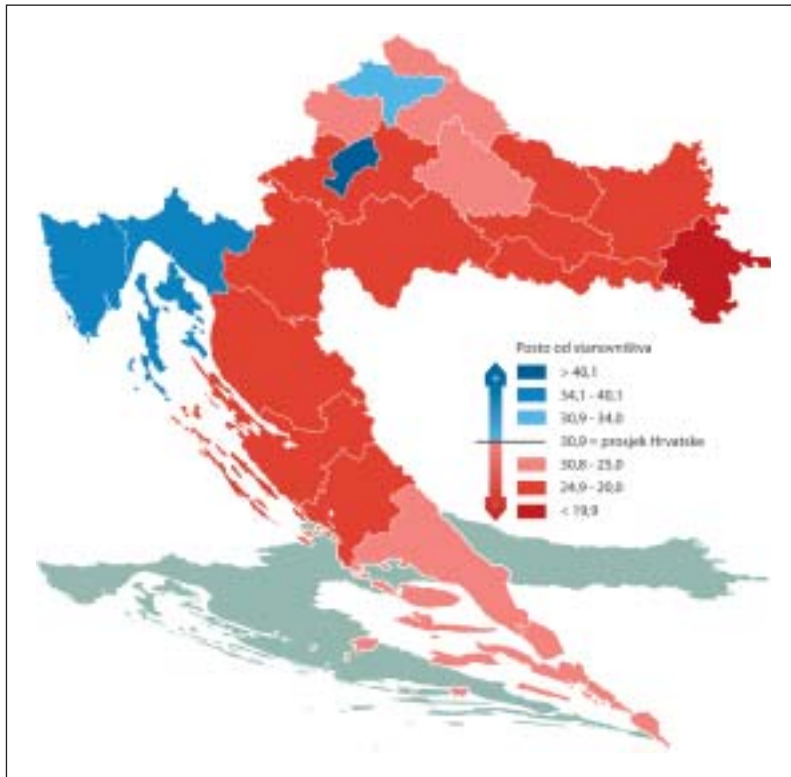 Posto od stanovništva
> 40,1
34,1 - 40,1
30,9 - 34,0
30,9 = prosjek Hrvatske
30,8 - 25,0
24,9 - 20,0
< 19,9